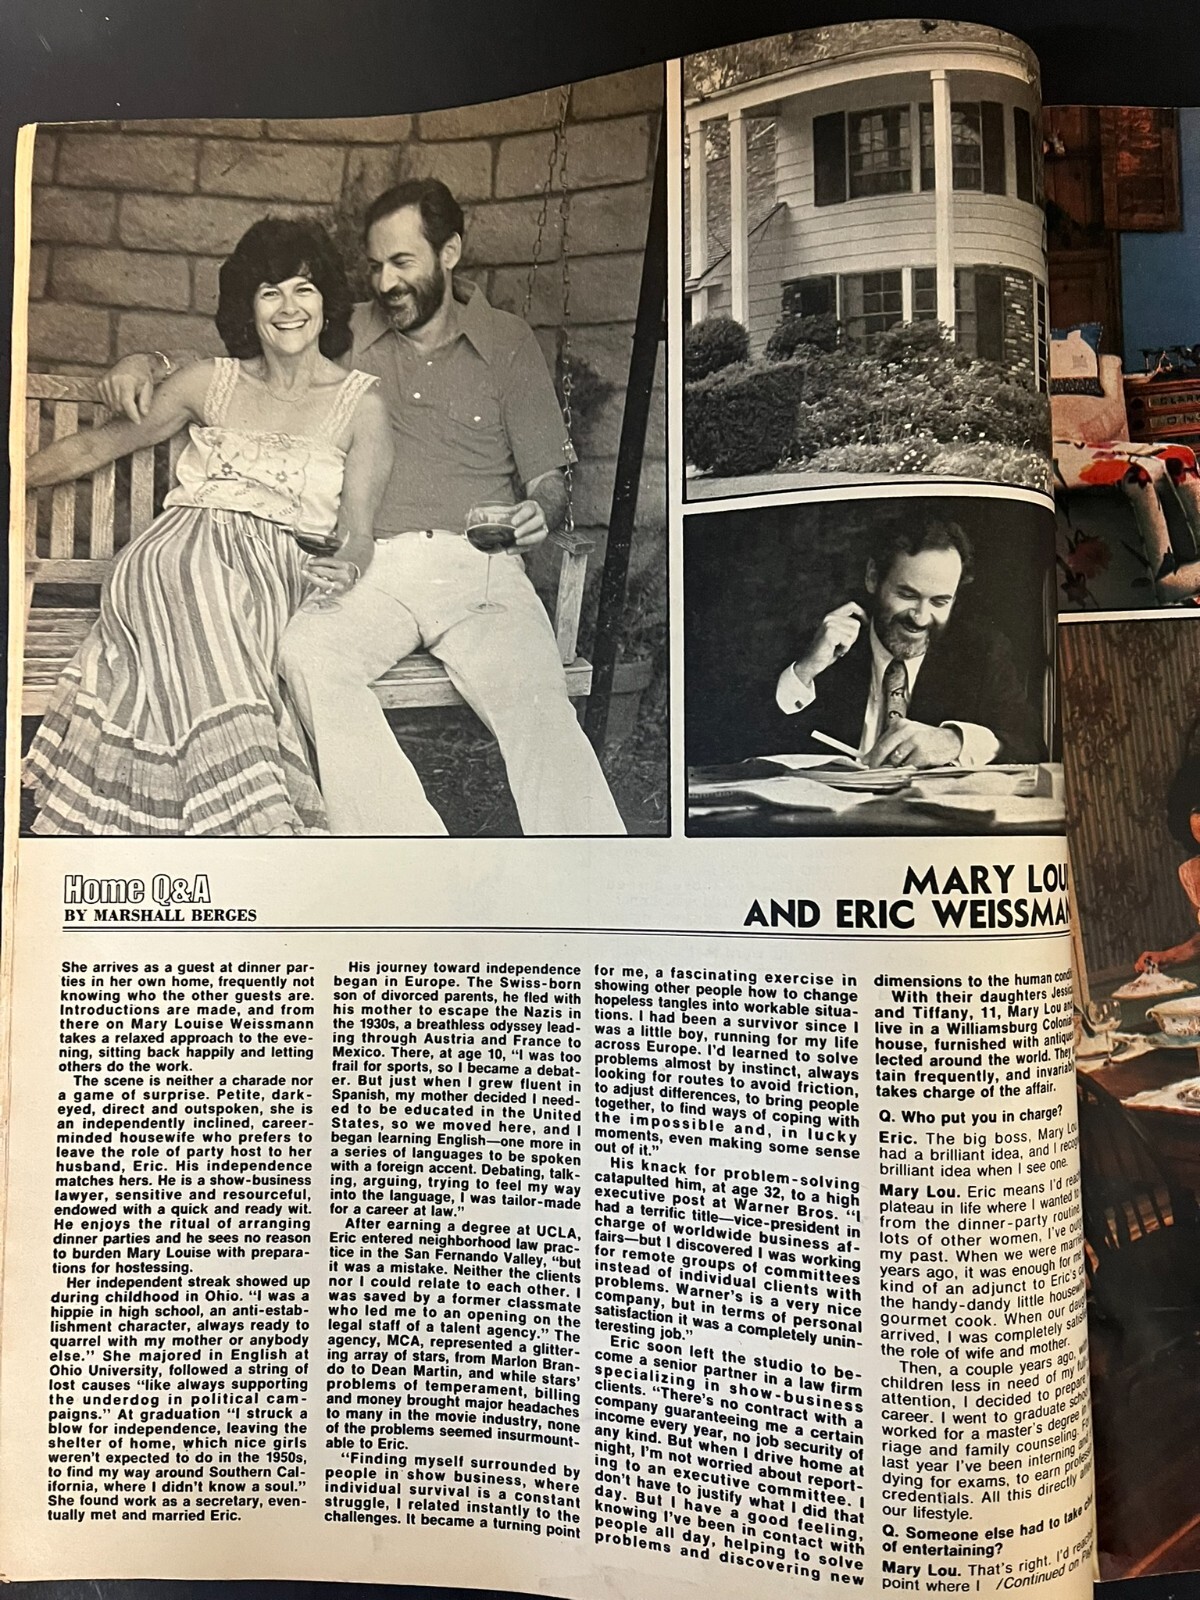 Home Q&A
BY MARSHALL BERGES
MARY LOU
AND ERIC WEISSMAN
She arrives as a guest at dinner par-
ties in her own home, frequently not
knowing who the other guests are.
Introductions are made, and from
there on Mary Louise Weissmann
takes a relaxed approach to the eve-
ning, sitting back happily and letting
others do the work.
The scene is neither a charade nor
a game of surprise. Petite, dark-
eyed, direct and outspoken, she is
an independently inclined, career-
minded housewife who prefers to
leave the role of party host to her
husband, Eric. His independence
matches hers. He is a show-business
lawyer, sensitive and resourceful,
endowed with a quick and ready wit.
He enjoys the ritual of arranging
dinner parties and he sees no reason
to burden Mary Louise with prepara-
tions for hostessing.
Her independent streak showed up
during childhood in Ohio. “I was a
hippie in high school, an anti-estab-
lishment character, always ready to
quarrel with my mother or anybody
else.” She majored in English at
Ohio University, followed a string of
lost causes “like always supporting
the underdog in political cam-
paigns.” At graduation “I struck a
blow for independence, leaving the
shelter of home, which nice girls
weren’t expected to do in the 1950s,
to find my way around Southern Cal-
ifornia, where I didn’t know a soul.”
She found work as a secretary, even-
tually met and married Eric.
His journey toward independence
began in Europe. The Swiss-born
son of divorced parents, he fled with
his mother to escape the Nazis in
the 1930s, a breathless odyssey lead-
ing through Austria and France to
Mexico. There, at age 10, “I was too
frail for sports, so I became a debat-
er. But just when I grew fluent in
Spanish, my mother decided I need-
ed to be educated in the United
States, so we moved here, and I
began learning English—one more in
a series of languages to be spoken
with a foreign accent. Debating, talk-
ing, arguing, trying to feel my way
into the language, I was tailor-made
for a career at law.”
After earning a degree at UCLA,
Eric entered neighborhood law prac-
tice in the San Fernando Valley, “but
it was a mistake. Neither the clients
nor I could relate to each other. I
was saved by a former classmate
who led me to an opening on the
legal staff of a talent agency.” The
agency, MCA, represented a glitter-
ing array of stars, from Marlon Bran-
do to Dean Martin, and while stars’
problems of temperament, billing
and money brought major headaches
to many in the movie industry, none
of the problems seemed insurmount-
able to Eric.
“Finding myself surrounded by
people in show business, where
individual survival is a constant
struggle, I related instantly to the
challenges. It became a turning point
for me, a fascinating exercise in
showing other people how to change
hopeless tangles into workable situa-
tions. I had been a survivor since I
was a little boy, running for my life
across Europe. I’d learned to solve
problems almost by instinct, always
looking for routes to avoid friction,
to adjust differences, to bring people
together, to find ways of coping with
the impossible and, in lucky
moments, even making some sense
out of it.”
His knack for problem-solving
catapulted him, at age 32, to a high
executive post at Warner Bros. “I
had a terrific title—vice-president in
charge of worldwide business af-
fairs—but I discovered I was working
for remote groups of committees
instead of individual clients with
problems. Warner’s is a very nice
company, but in terms of personal
satisfaction it was a completely unin-
teresting job.”
Eric soon left the studio to be-
come a senior partner in a law firm
specializing in show-business
clients. “There’s no contract with a
company guaranteeing me a certain
income every year, no job security of
any kind. But when I drive home at
night, I’m not worried about report-
ing to an executive committee. I
don’t have to justify what I did that
day. But I have a good feeling,
knowing I’ve been in contact with
people all day, helping to solve
problems and discovering new
dimensions to the human
With their daughters
and Tiffany, 11, Mary Lou and
live in a Williamsburg Colonial
house, furnished with
lected around the world. They
tain frequently, and
takes charge of the affair.
Q. Who put you in charge?
Eric. The big boss, Mary Lou
had a brilliant idea, and I
brilliant idea when I see one.
Mary Lou. Eric means I’d
plateau in life where I wanted
from the dinner-party
lots of other women, I’ve
my past. When we were
years ago, it was enough for
kind of an adjunct to Eric’s
the handy-dandy little
gourmet cook. When our
arrived, I was completely
the role of wife and mother.
Then, a couple years ago,
children less in need of my
attention, I decided to prepare
career. I went to graduate school
worked for a master’s degree
riage and family counseling.
last year I’ve been interning
dying for exams, to earn
credentials. All this directly
our lifestyle.
Q. Someone else had to take
of entertaining?
Mary Lou. That’s right. I’d
point where I /Continued on